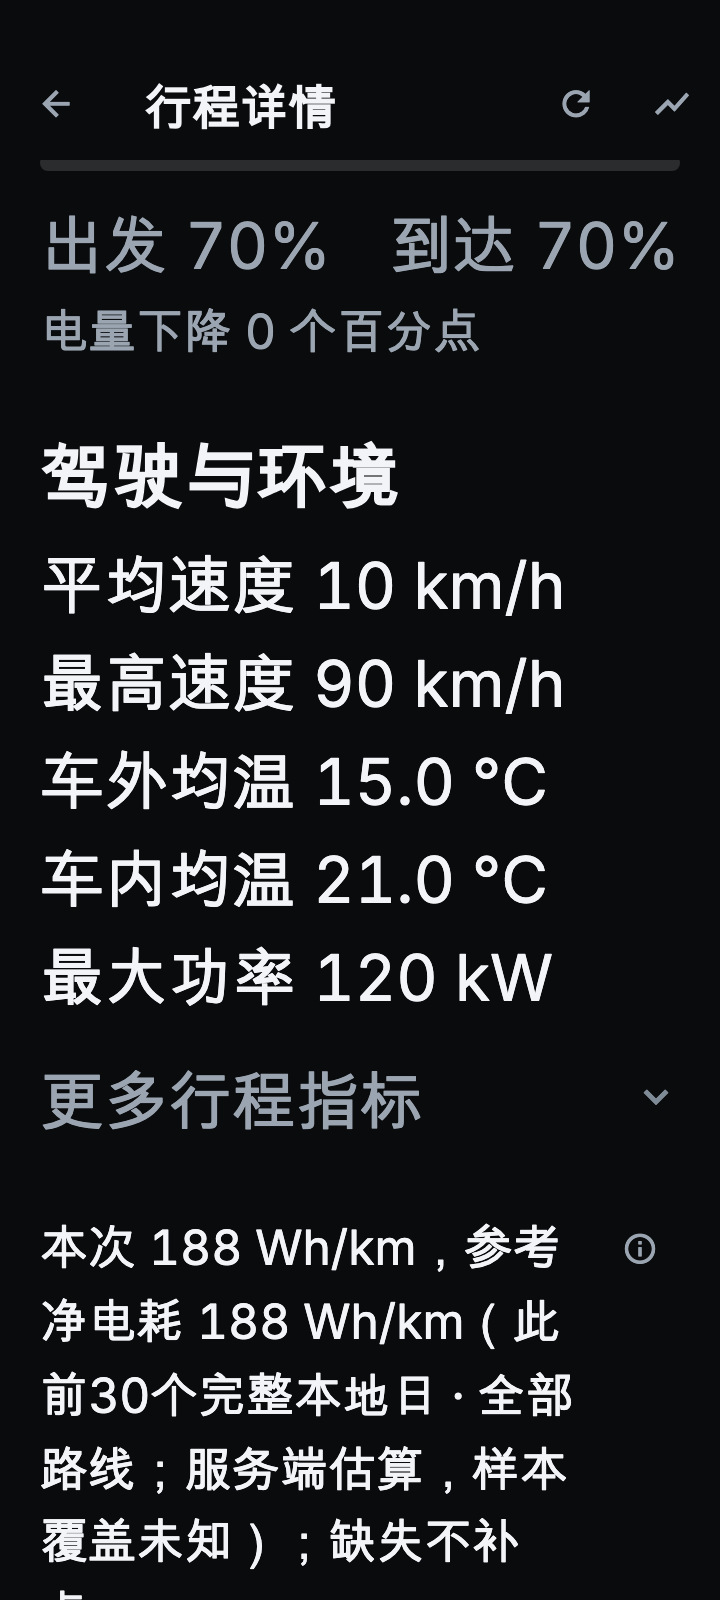 行程详情
出发 70% 到达 70%
电量下降 0 个百分点
驾驶与环境
平均速度 10 km/h
最高速度 90 km/h
车外均温 15.0 °C
车内均温 21.0 °C
最大功率 120 kW
更多行程指标
本次 188 Wh/km，参考
净电耗 188 Wh/km（此
前30个完整本地日 · 全部
路线；服务端估算，样本
覆盖未知）；缺失不补